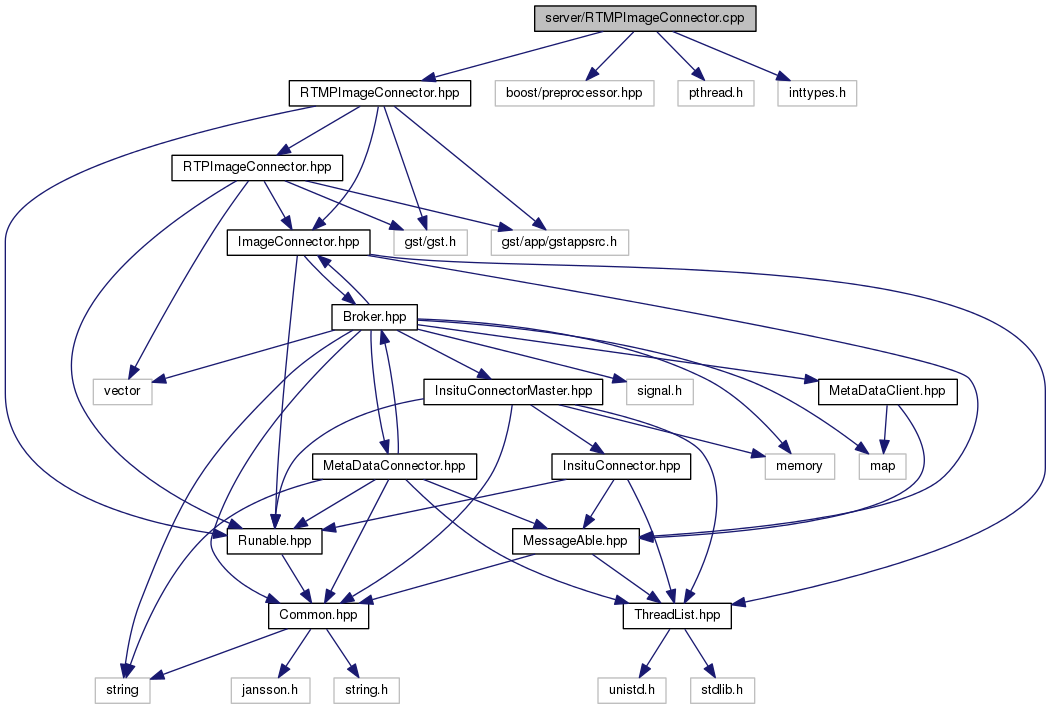 server/RTMPImageConnector.cpp
RTMPImageConnector.hpp
boost/preprocessor.hpp
pthread.h
inttypes.h
RTPImageConnector.hpp
ImageConnector.hpp
gst/gst.h
gst/app/gstappsrc.h
Broker.hpp
vector
InsituConnectorMaster.hpp
signal.h
MetaDataClient.hpp
MetaDataConnector.hpp
InsituConnector.hpp
memory
map
Runable.hpp
MessageAble.hpp
Common.hpp
ThreadList.hpp
string
jansson.h
string.h
unistd.h
stdlib.h